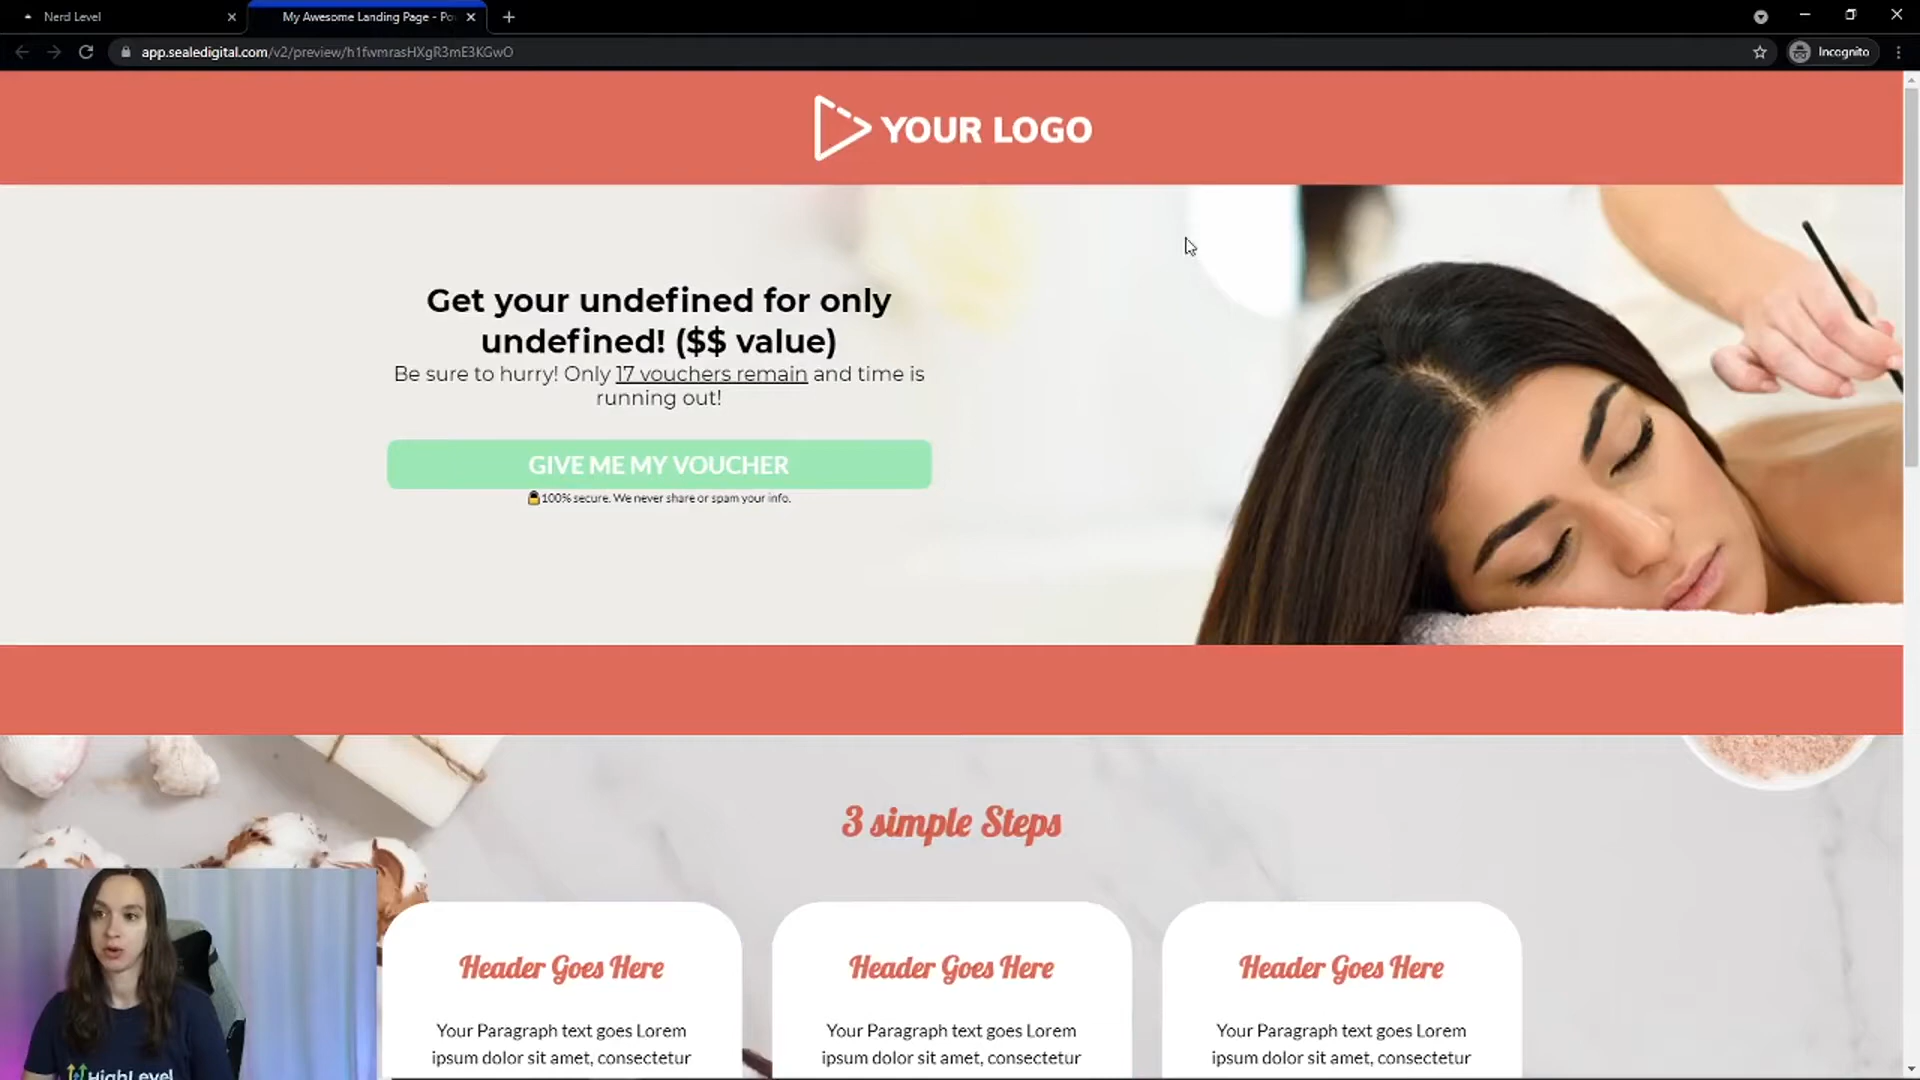 Nerd Level
My Awesome Landing Page - Po
app.sealedigital.com/v2/preview/h1fwmrasHXgR3mE3KGwO
Incognito
YOUR LOGO
Get your undefined for only
undefined! ($$ value)
Be sure to hurry! Only 17 vouchers remain and time is
running out!
GIVE ME MY VOUCHER
100% secure. We never share or spam your info.
3 simple Steps
Header Goes Here
Your Paragraph text goes Lorem
ipsum dolor sit amet, consectetur
Header Goes Here
Your Paragraph text goes Lorem
ipsum dolor sit amet, consectetur
Header Goes Here
Your Paragraph text goes Lorem
ipsum dolor sit amet, consectetur
HighLevel